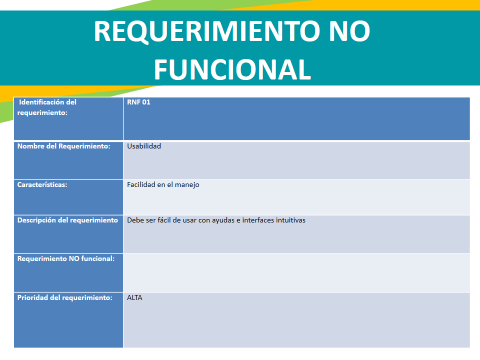 REQUERIMIENTO NO
FUNCIONAL
Identificación del
requerimiento:
RNF 01
Nombre del Requerimiento:
Usabilidad
Características:
Facilidad en el manejo
Descripción del requerimiento
Debe ser fácil de usar con ayudas e interfaces intuitivas
Requerimiento NO funcional:
Prioridad del requerimiento:
ALTA